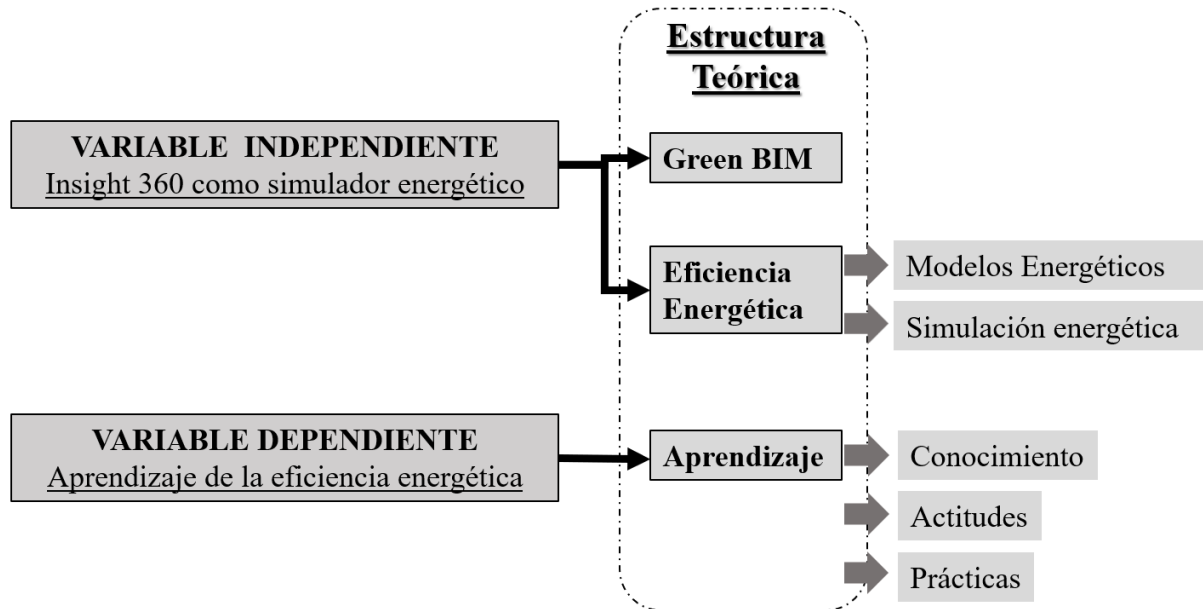 Estructura
Teórica
VARIABLE INDEPENDIENTE
Insight 360 como simulador energético
Green BIM
Eficiencia
Energética
Modelos Energéticos
Simulación energética
VARIABLE DEPENDIENTE
Aprendizaje de la eficiencia energética
Aprendizaje
Conocimiento
Actitudes
Prácticas